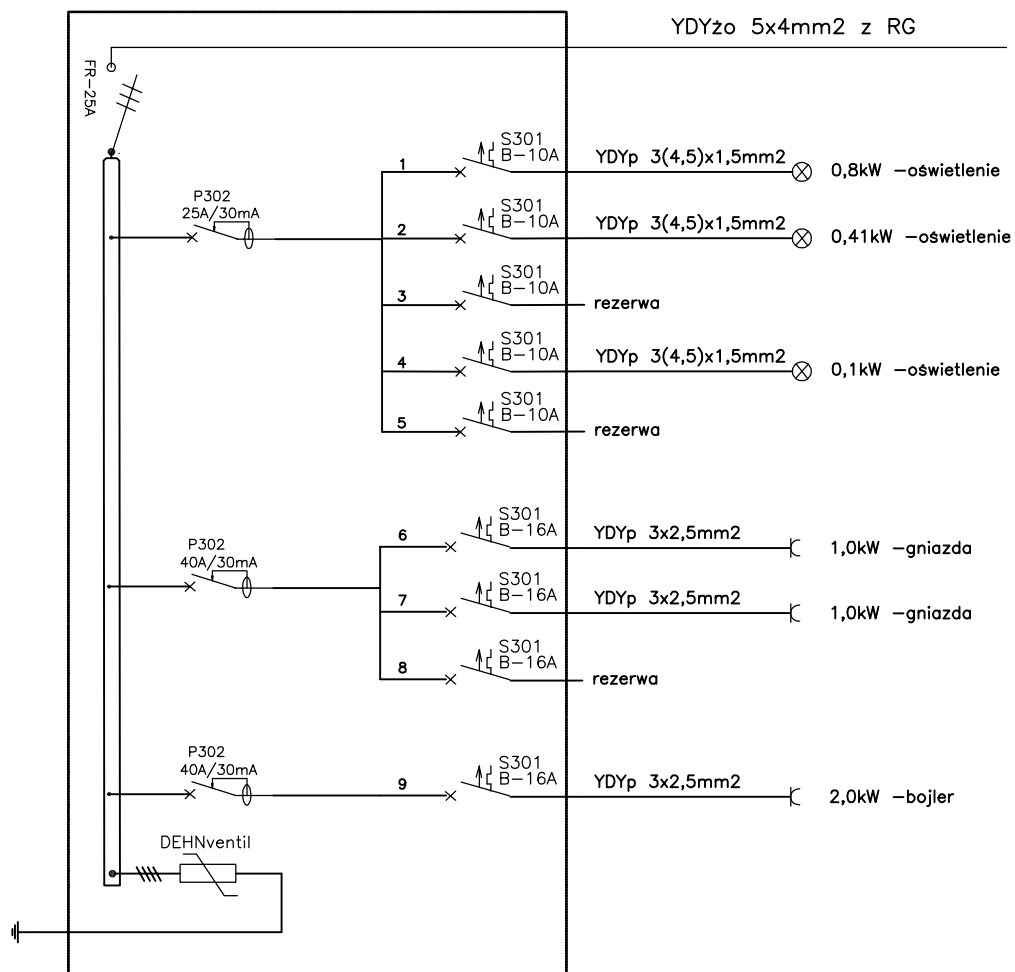 YDYżo 5x4mm2 z RG
FR-25A
P302
25A/30mA
1
S301
B-10A
YDYp 3(4,5)x1,5mm2
0,8kW -oświetlenie
2
S301
B-10A
YDYp 3(4,5)x1,5mm2
0,41kW -oświetlenie
3
S301
B-10A
rezerwa
4
S301
B-10A
YDYp 3(4,5)x1,5mm2
0,1kW -oświetlenie
5
S301
B-10A
rezerwa
P302
40A/30mA
6
S301
B-16A
YDYp 3x2,5mm2
1,0kW -gniazda
7
S301
B-16A
YDYp 3x2,5mm2
1,0kW -gniazda
8
S301
B-16A
rezerwa
P302
40A/30mA
9
S301
B-16A
YDYp 3x2,5mm2
2,0kW -bojler
DEHNventil